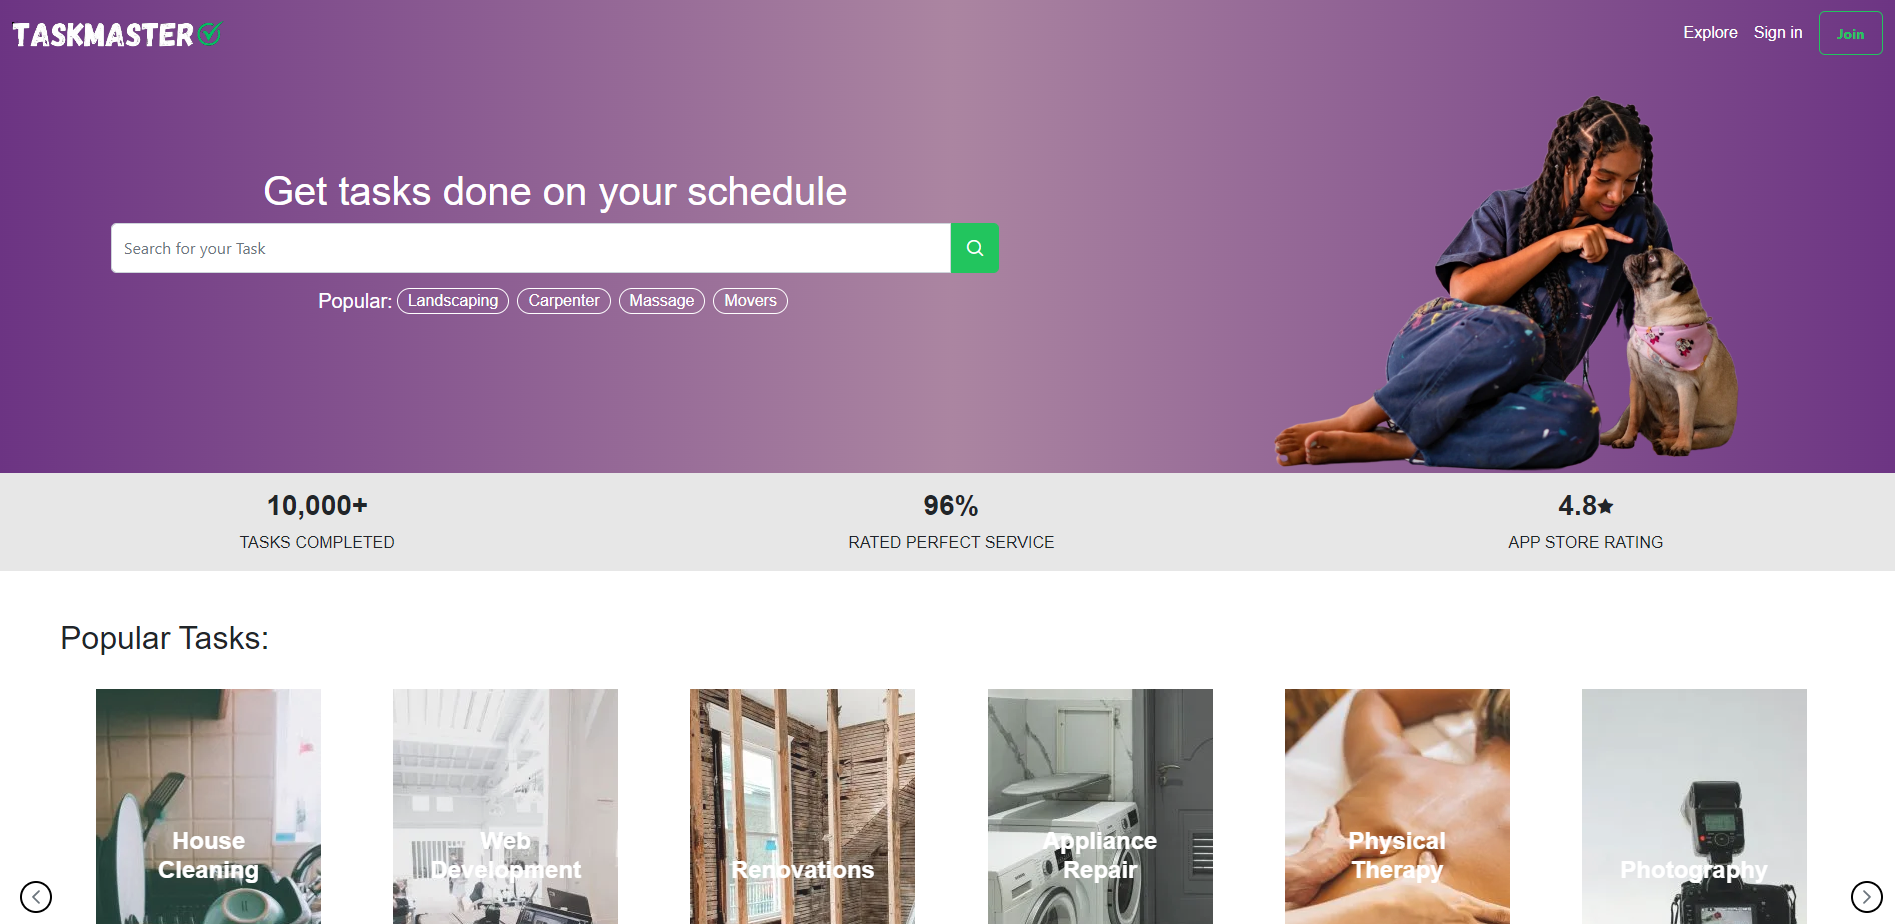 TASKMASTER
Explore
Sign in
Join
Get tasks done on your schedule
Search for your Task
Popular: Landscaping Carpenter Massage Movers
10,000+
TASKS COMPLETED
96%
RATED PERFECT SERVICE
4.8★
APP STORE RATING
Popular Tasks:
House
Cleaning
Web
Development
Renovations
Appliance
Repair
Physical
Therapy
Photography